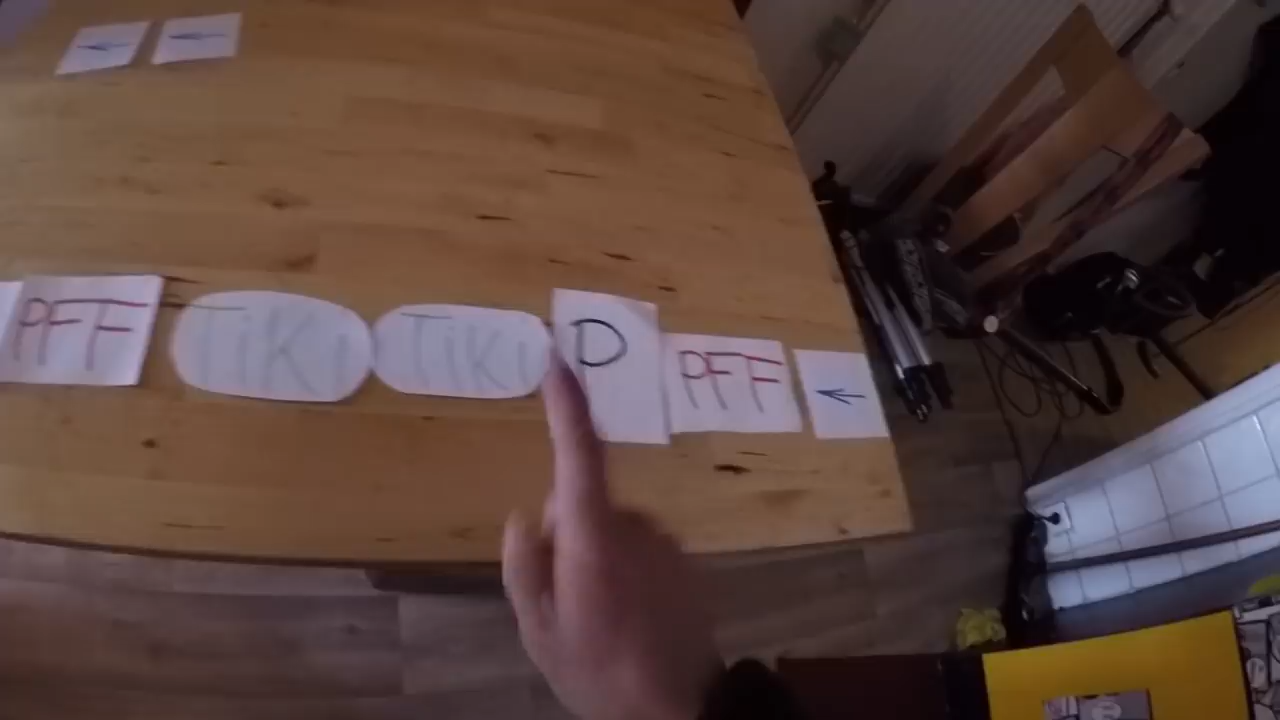 ← ←
PFF TiKi TiKi D PFF ←